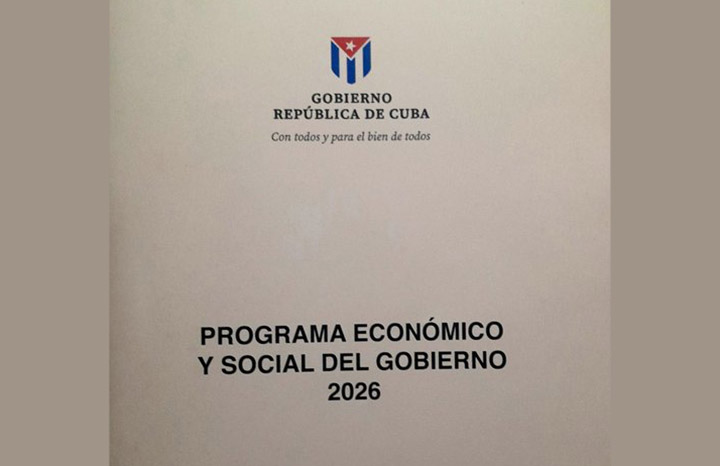 GOBIERNO
REPÚBLICA DE CUBA
Con todos y para el bien de todos
PROGRAMA ECONÓMICO
Y SOCIAL DEL GOBIERNO
2026